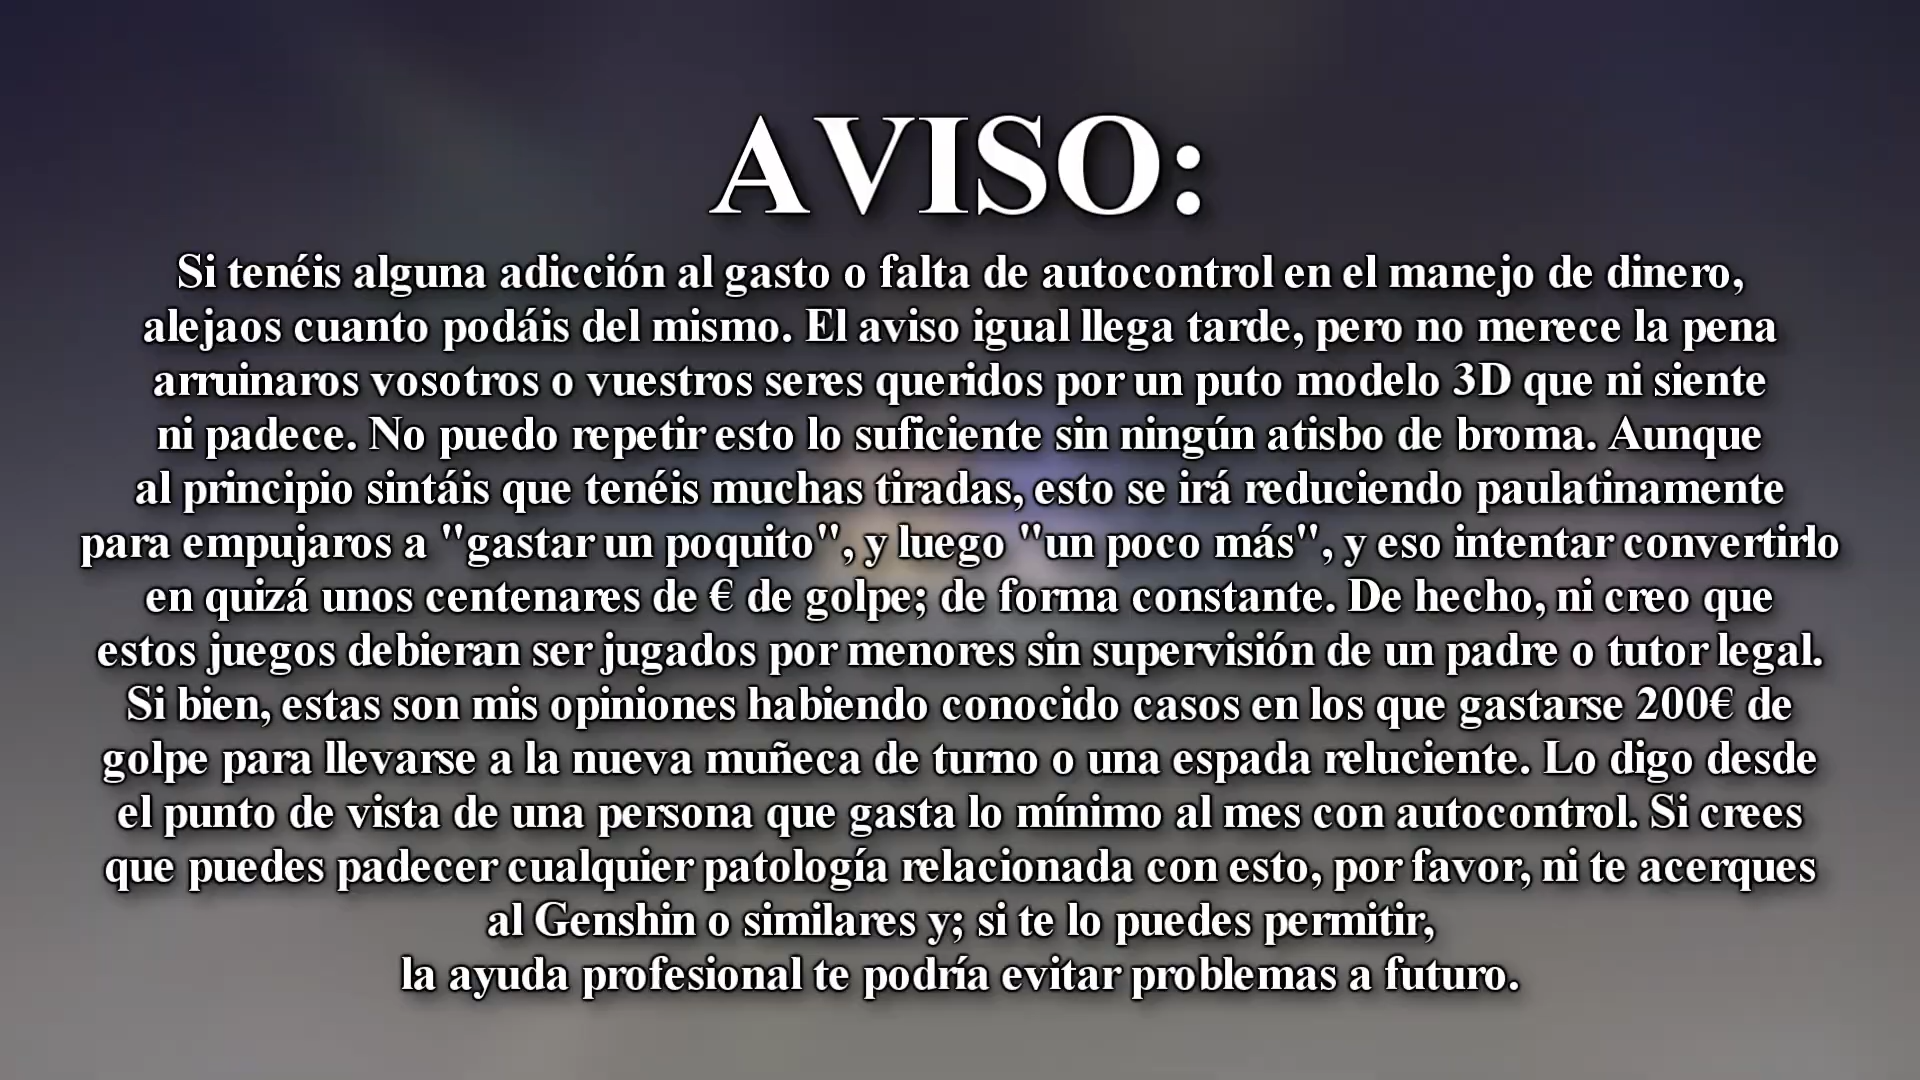 AVISO:
Si tenéis alguna adicción al gasto o falta de autocontrol en el manejo de dinero,
alejaos cuanto podáis del mismo. El aviso igual llega tarde, pero no merece la pena
arruinaros vosotros o vuestros seres queridos por un puto modelo 3D que ni siente
ni padece. No puedo repetir esto lo suficiente sin ningún atisbo de broma. Aunque
al principio sintáis que tenéis muchas tiradas, esto se irá reduciendo paulatinamente
para empujaros a "gastar un poquito", y luego "un poco más", y eso intentar convertirlo
en quizá unos centenares de € de golpe; de forma constante. De hecho, ni creo que
estos juegos debieran ser jugados por menores sin supervisión de un padre o tutor legal.
Si bien, estas son mis opiniones habiendo conocido casos en los que gastarse 200€ de
golpe para llevarse a la nueva muñeca de turno o una espada reluciente. Lo digo desde
el punto de vista de una persona que gasta lo mínimo al mes con autocontrol. Si crees
que puedes padecer cualquier patología relacionada con esto, por favor, ni te acerques
al Genshin o similares y; si te lo puedes permitir,
la ayuda profesional te podría evitar problemas a futuro.